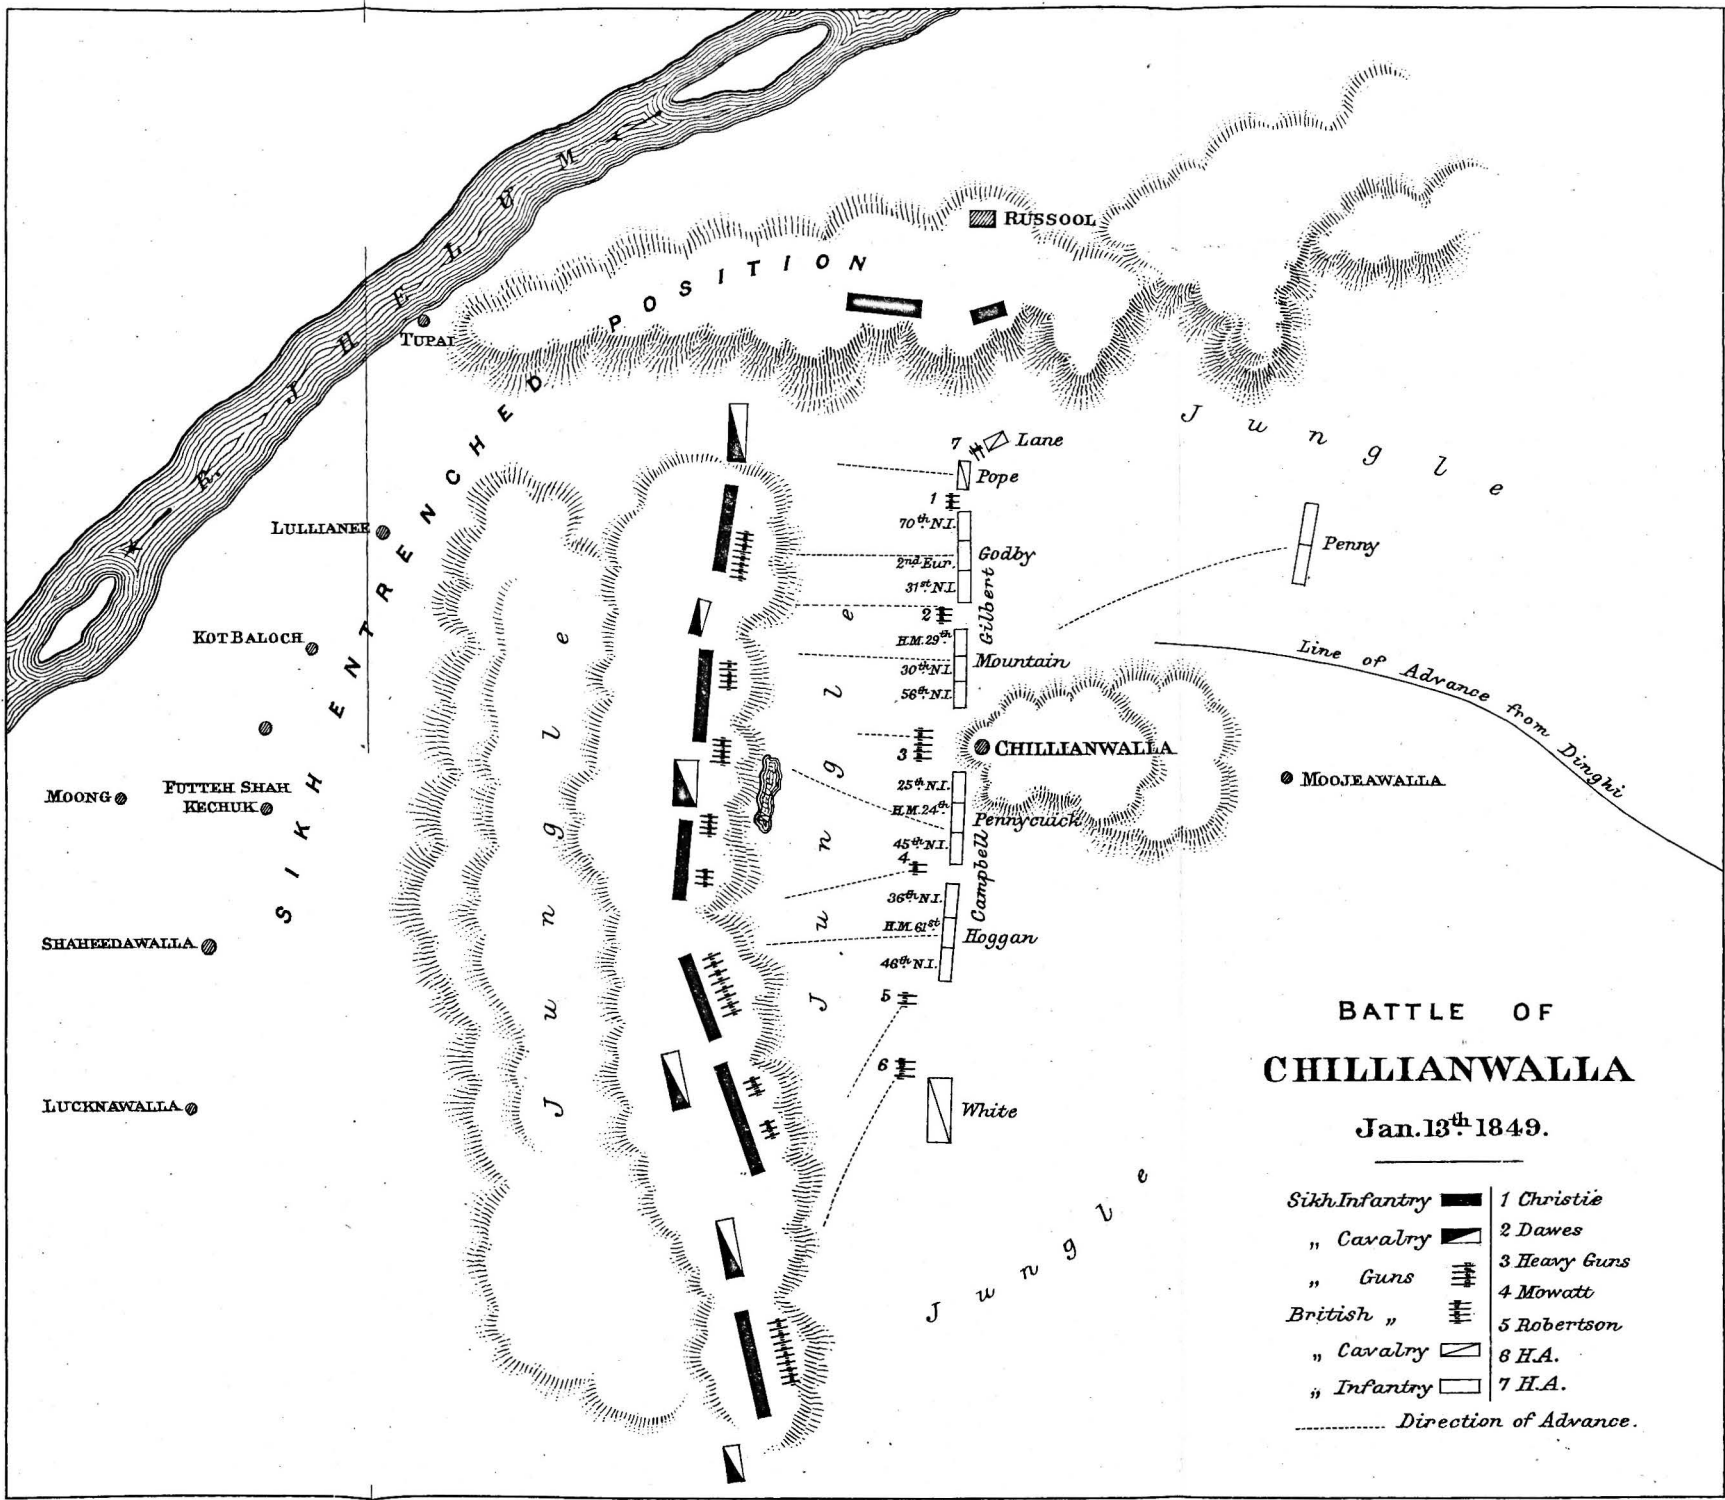 R. JHELUM
RUSSOOL
SIKH ENTRENCHED POSITION
TUPAI
Jungle
7 Lane
Pope
1
70th N.I.
2nd Eur.
31st N.I.
Godby
Gilbert
2
H.M. 29th
30th N.I.
56th N.I.
Mountain
Penny
Line of Advance from Dinghi
LULLIANEE
KOT BALOCH
MOONG
FUTTEH SHAH
KECHUK
SHAHEEDAWALLA
LUCKNAWALLA
Jungle
Jungle
3
CHILLIANWALLA
MOOJEAWALLA
25th N.I.
H.M. 24th
45th N.I.
Pennycuick
Campbell
4
36th N.I.
H.M. 61st
46th N.I.
Hoggan
5
6
White
Jungle
BATTLE OF
CHILLIANWALLA
Jan. 13th 1849.
Sikh Infantry
„ Cavalry
„ Guns
British „
„ Cavalry
„ Infantry
1 Christie
2 Dawes
3 Heavy Guns
4 Mowatt
5 Robertson
6 H.A.
7 H.A.
Direction of Advance.